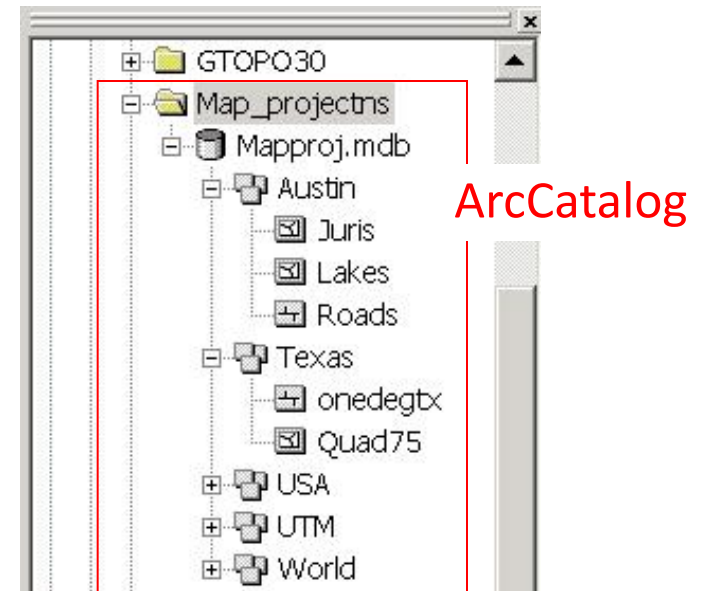 GTOPO30
Map_projectns
Mapproj.mdb
Austin
ArcCatalog
Juris
Lakes
Roads
Texas
onedegtx
Quad75
USA
UTM
World